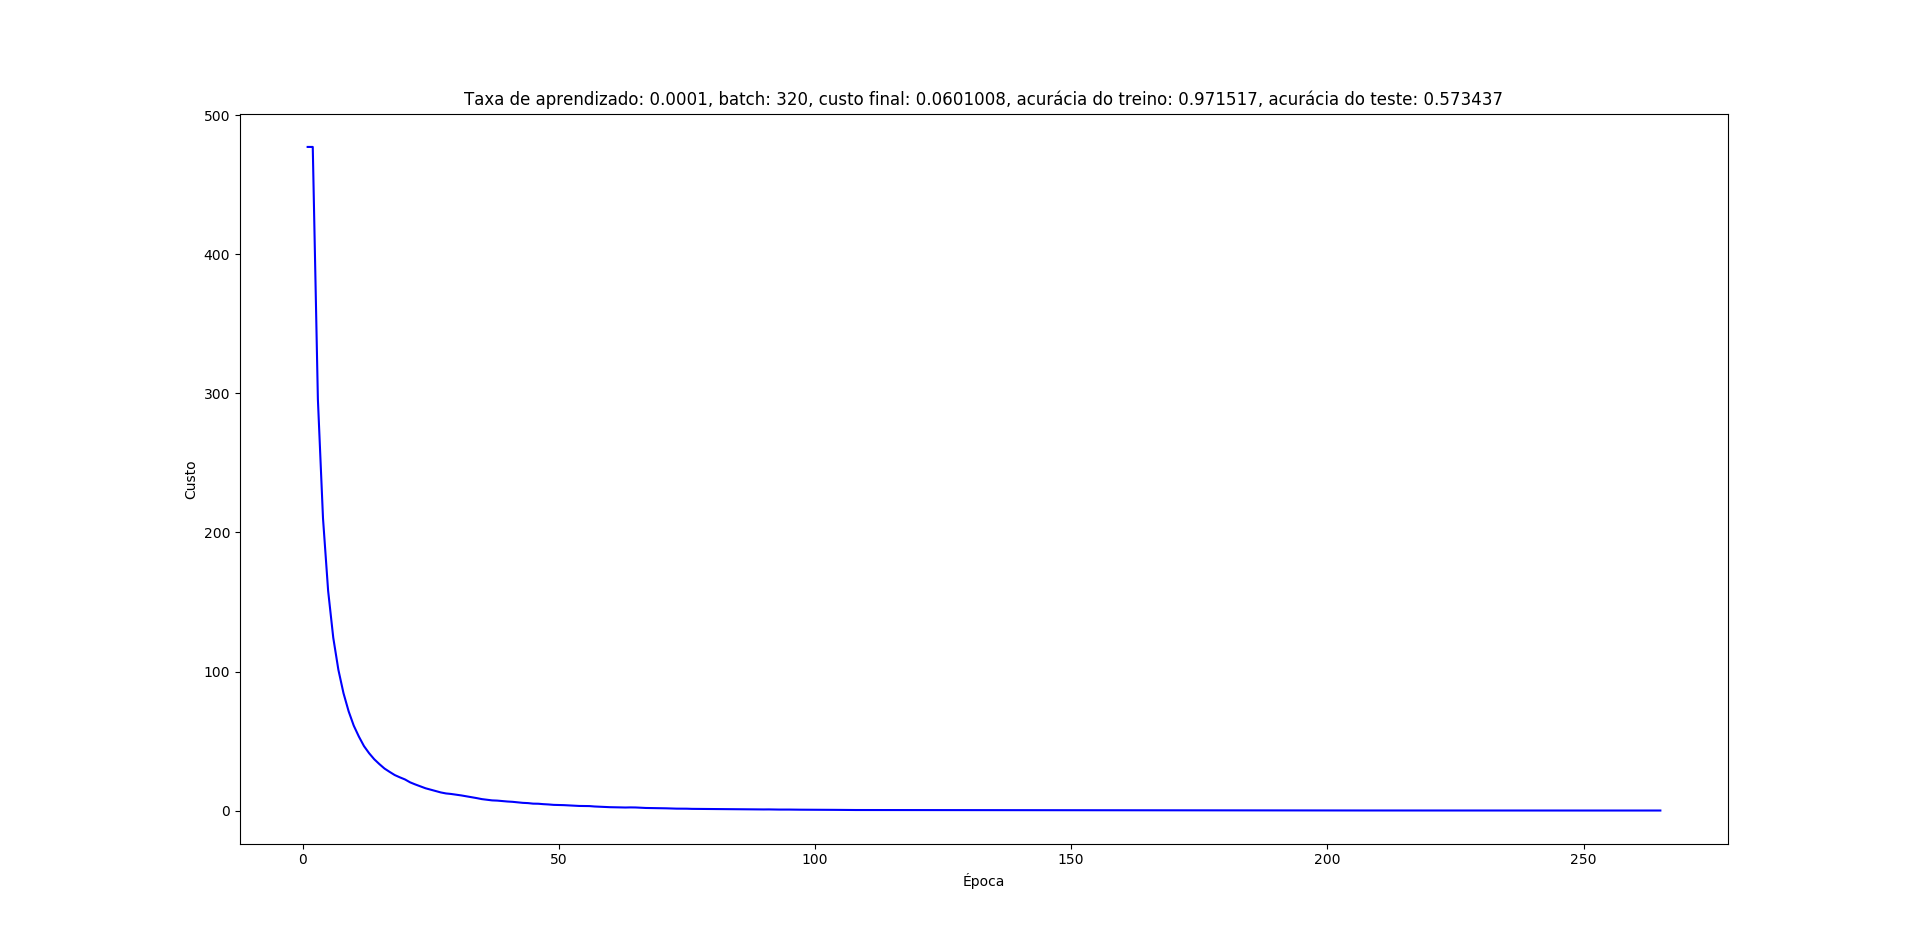 Taxa de aprendizado: 0.0001, batch: 320, custo final: 0.0601008, acurácia do treino: 0.971517, acurácia do teste: 0.573437
500
400
300
200
100
0
Custo
0 50 100 150 200 250
Época